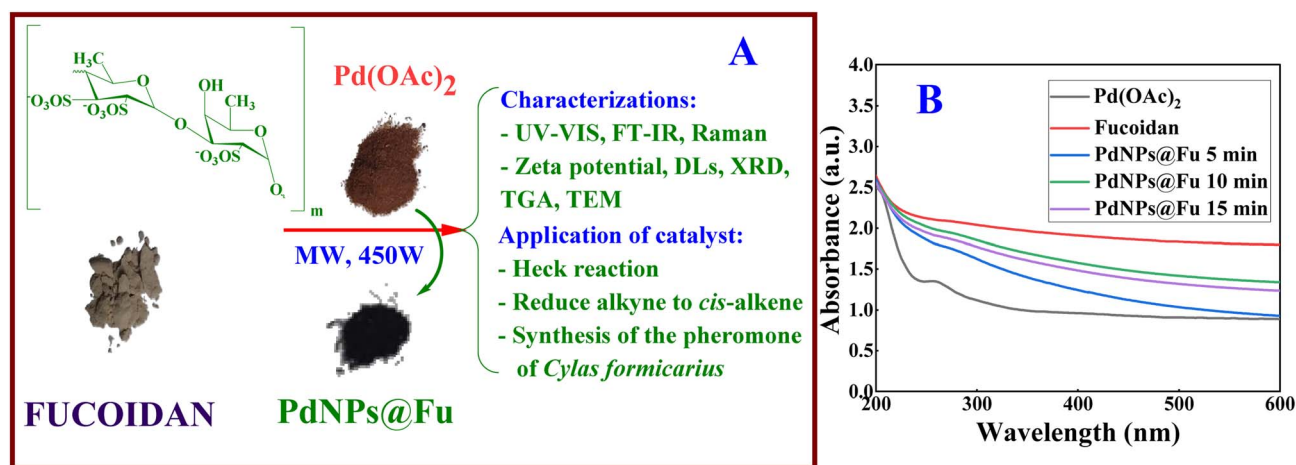 A
H₃C
O
O
⁻O₃SO
⁻O₃SO
O
OH
CH₃
O
⁻O₃SO
O
m
Pd(OAc)₂
MW, 450W
FUCOIDAN
PdNPs@Fu
Characterizations:
- UV-VIS, FT-IR, Raman
- Zeta potential, DLs, XRD,
TGA, TEM
Application of catalyst:
- Heck reaction
- Reduce alkyne to cis-alkene
- Synthesis of the pheromone
of Cylas formicarius
B
Absorbance (a.u.)
4.0
3.5
3.0
2.5
2.0
1.5
1.0
0.5
0.0
200
300
400
500
600
Wavelength (nm)
Pd(OAc)₂
Fucoidan
PdNPs@Fu 5 min
PdNPs@Fu 10 min
PdNPs@Fu 15 min